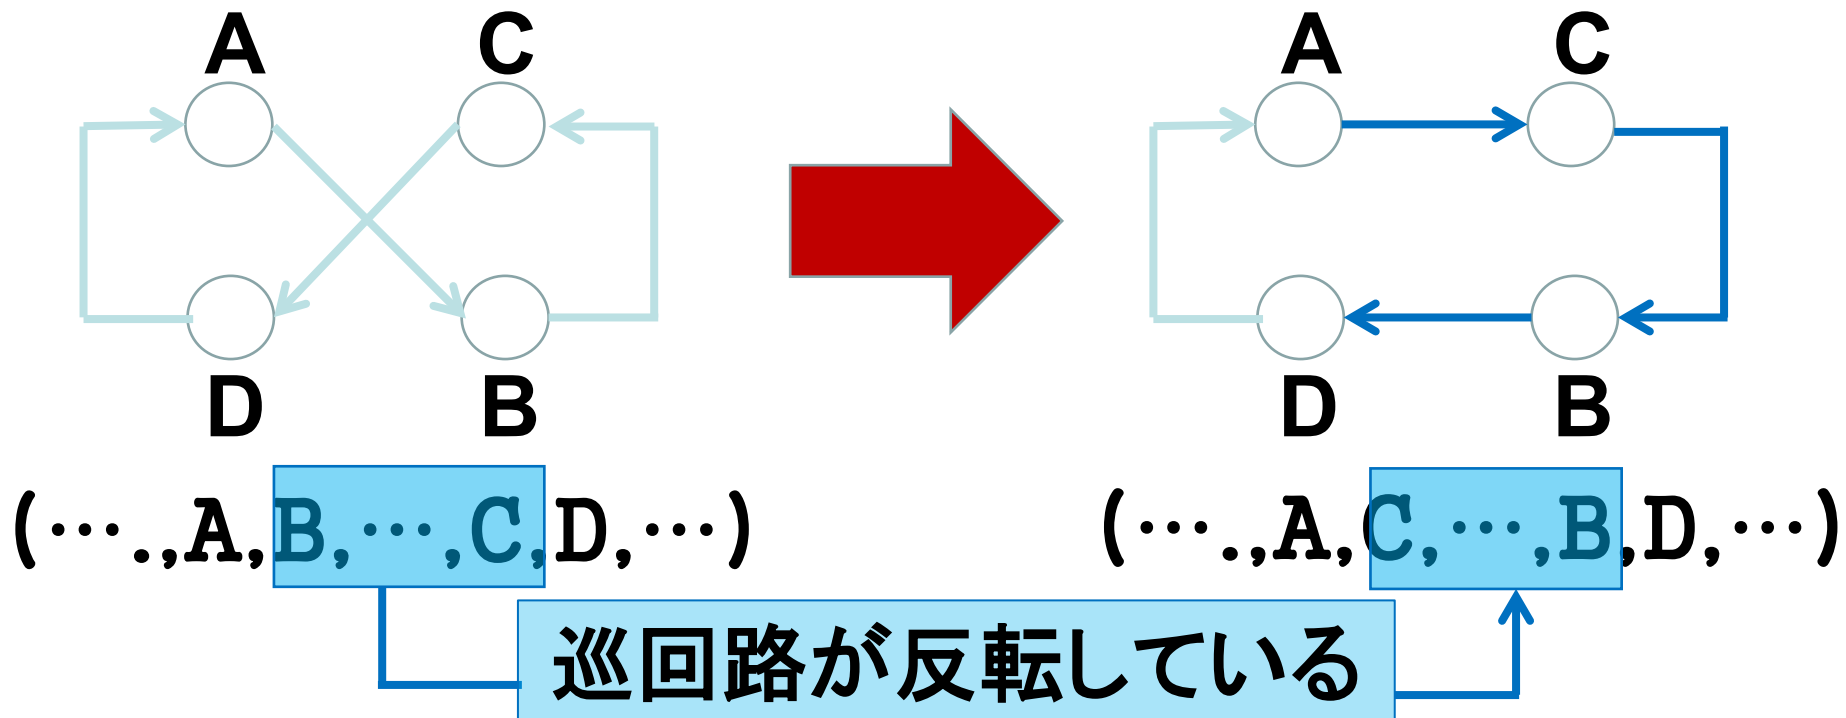 A C A C
D B D B
(….,A,B,…,C,D,…) (….,A,C,…,B,D,…)
巡回路が反転している